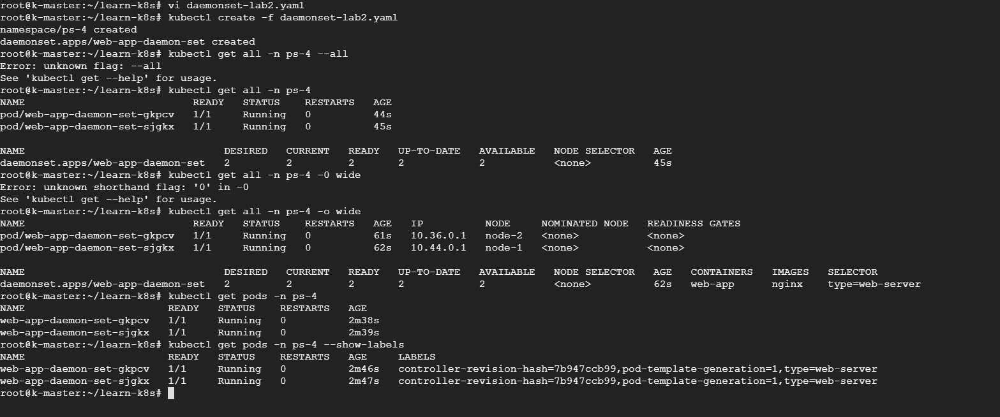 root@k-master:~/learn-k8s# vi daemonset-lab2.yaml
root@k-master:~/learn-k8s# kubectl create -f daemonset-lab2.yaml
namespace/ps-4 created
daemonset.apps/web-app-daemon-set created
root@k-master:~/learn-k8s# kubectl get all -n ps-4 --all
Error: unknown flag: --all
See 'kubectl get --help' for usage.
root@k-master:~/learn-k8s# kubectl get all -n ps-4
NAME                           READY   STATUS    RESTARTS   AGE
pod/web-app-daemon-set-gkpcv   1/1     Running   0          44s
pod/web-app-daemon-set-sjgkx   1/1     Running   0          45s

NAME                                DESIRED   CURRENT   READY   UP-TO-DATE   AVAILABLE   NODE SELECTOR   AGE
daemonset.apps/web-app-daemon-set   2         2         2       2            2           <none>          45s
root@k-master:~/learn-k8s# kubectl get all -n ps-4 -0 wide
Error: unknown shorthand flag: '0' in -0
See 'kubectl get --help' for usage.
root@k-master:~/learn-k8s# kubectl get all -n ps-4 -o wide
NAME                           READY   STATUS    RESTARTS   AGE   IP          NODE     NOMINATED NODE   READINESS GATES
pod/web-app-daemon-set-gkpcv   1/1     Running   0          61s   10.36.0.1   node-2   <none>           <none>
pod/web-app-daemon-set-sjgkx   1/1     Running   0          62s   10.44.0.1   node-1   <none>           <none>

NAME                                DESIRED   CURRENT   READY   UP-TO-DATE   AVAILABLE   NODE SELECTOR   AGE   CONTAINERS   IMAGES   SELECTOR
daemonset.apps/web-app-daemon-set   2         2         2       2            2           <none>          62s   web-app      nginx    type=web-server
root@k-master:~/learn-k8s# kubectl get pods -n ps-4
NAME                       READY   STATUS    RESTARTS   AGE
web-app-daemon-set-gkpcv   1/1     Running   0          2m38s
web-app-daemon-set-sjgkx   1/1     Running   0          2m39s
root@k-master:~/learn-k8s# kubectl get pods -n ps-4 --show-labels
NAME                       READY   STATUS    RESTARTS   AGE     LABELS
web-app-daemon-set-gkpcv   1/1     Running   0          2m46s   controller-revision-hash=7b947ccb99,pod-template-generation=1,type=web-server
web-app-daemon-set-sjgkx   1/1     Running   0          2m47s   controller-revision-hash=7b947ccb99,pod-template-generation=1,type=web-server
root@k-master:~/learn-k8s#